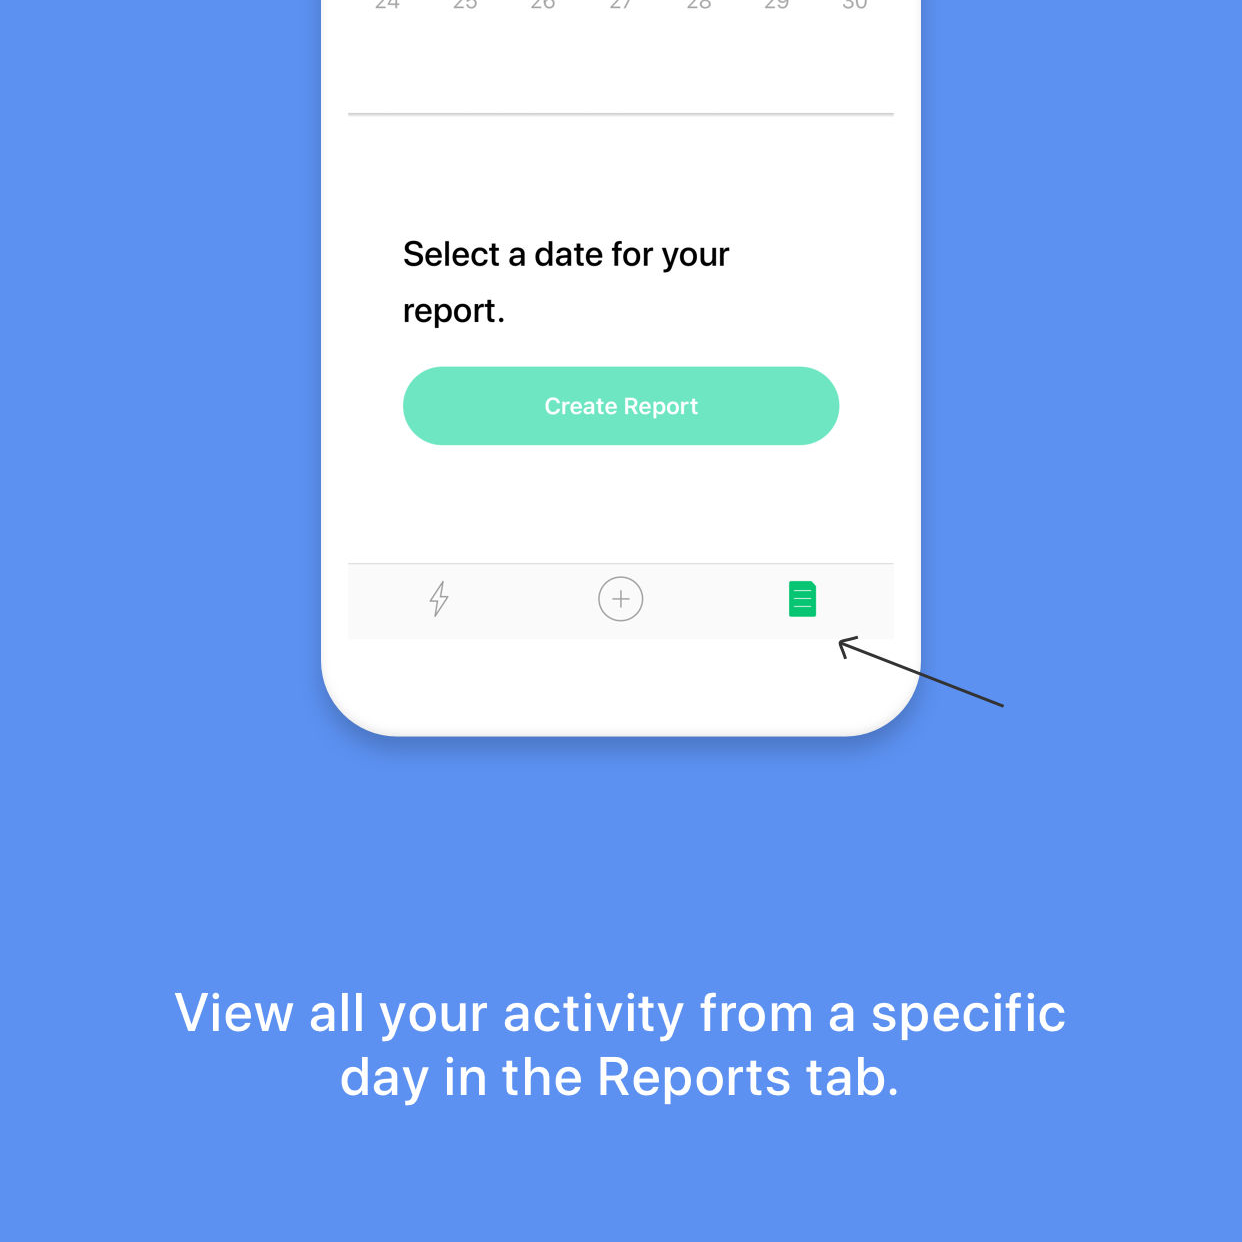 24 25 26 27 28 29 30
Select a date for your
report.
Create Report
View all your activity from a specific
day in the Reports tab.